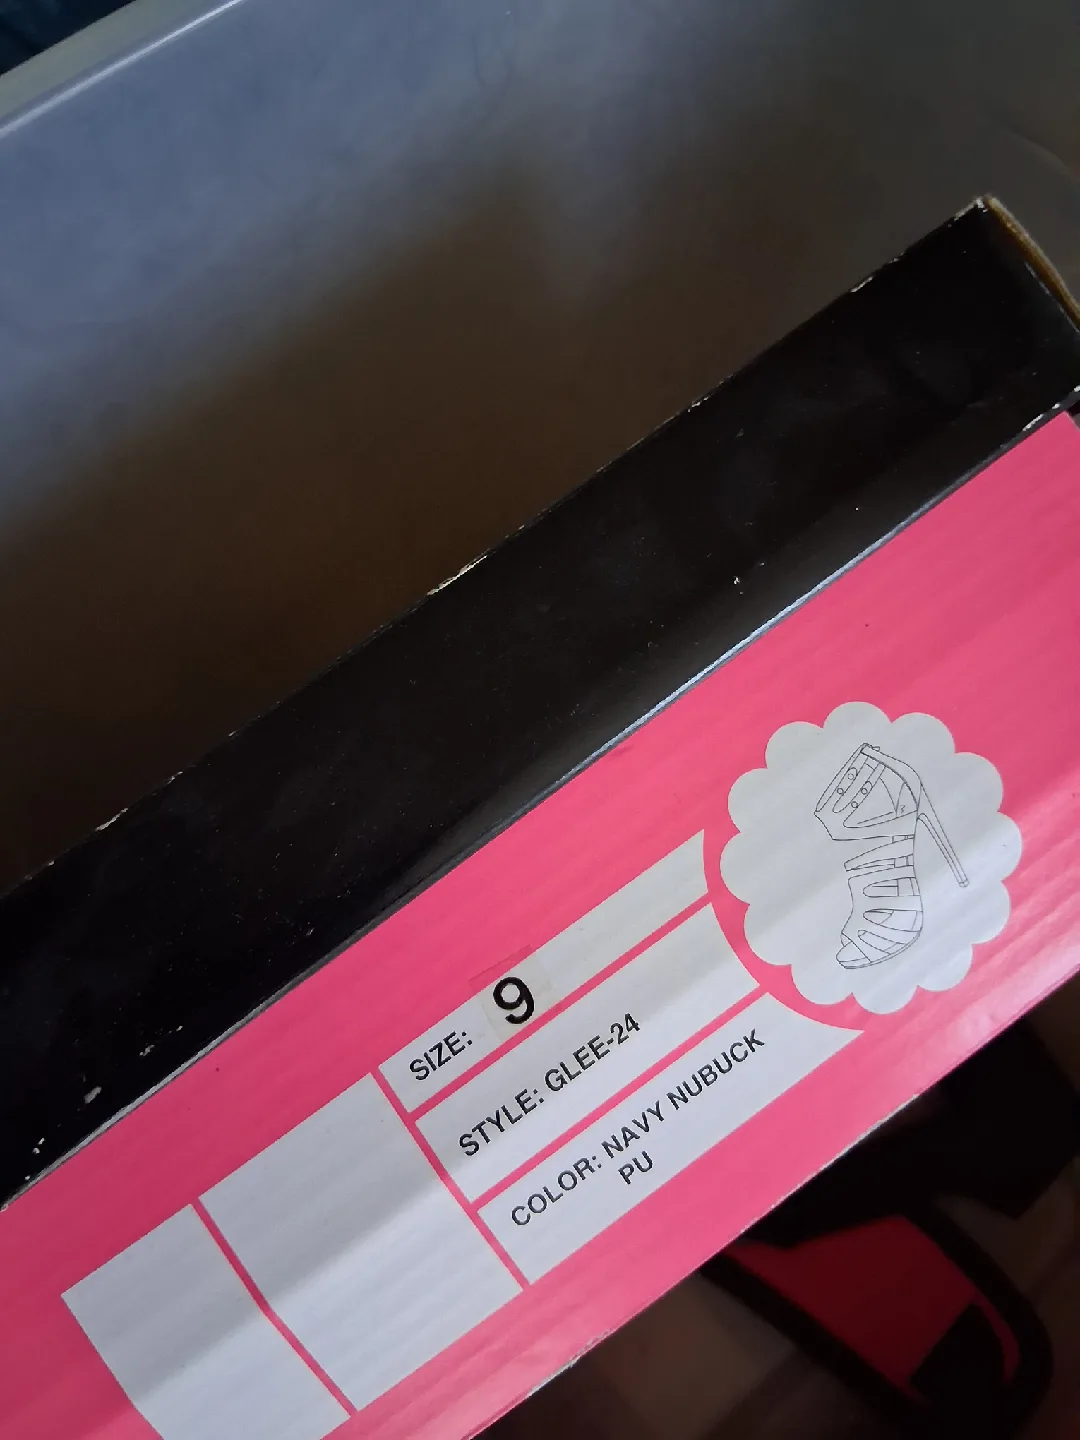 SIZE: 9
STYLE: GLEE-24
COLOR: NAVY NUBUCK
PU